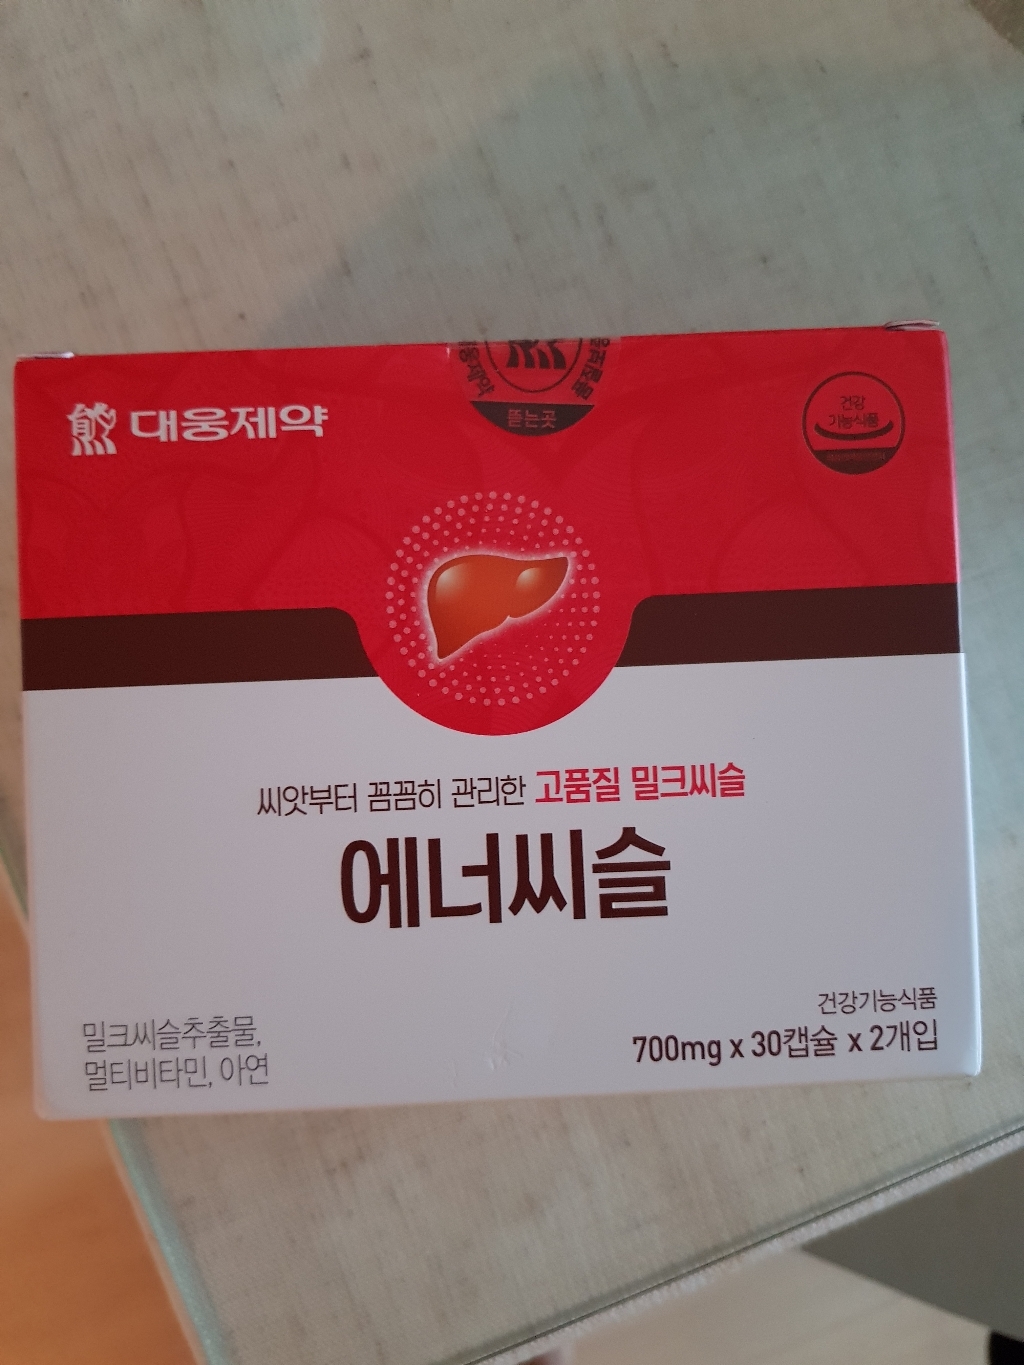 대웅제약
뜯는곳
건강
기능식품
씨앗부터 꼼꼼히 관리한 고품질 밀크씨슬
에너씨슬
밀크씨슬추출물,
멀티비타민, 아연
건강기능식품
700mg x 30캡슐 x 2개입